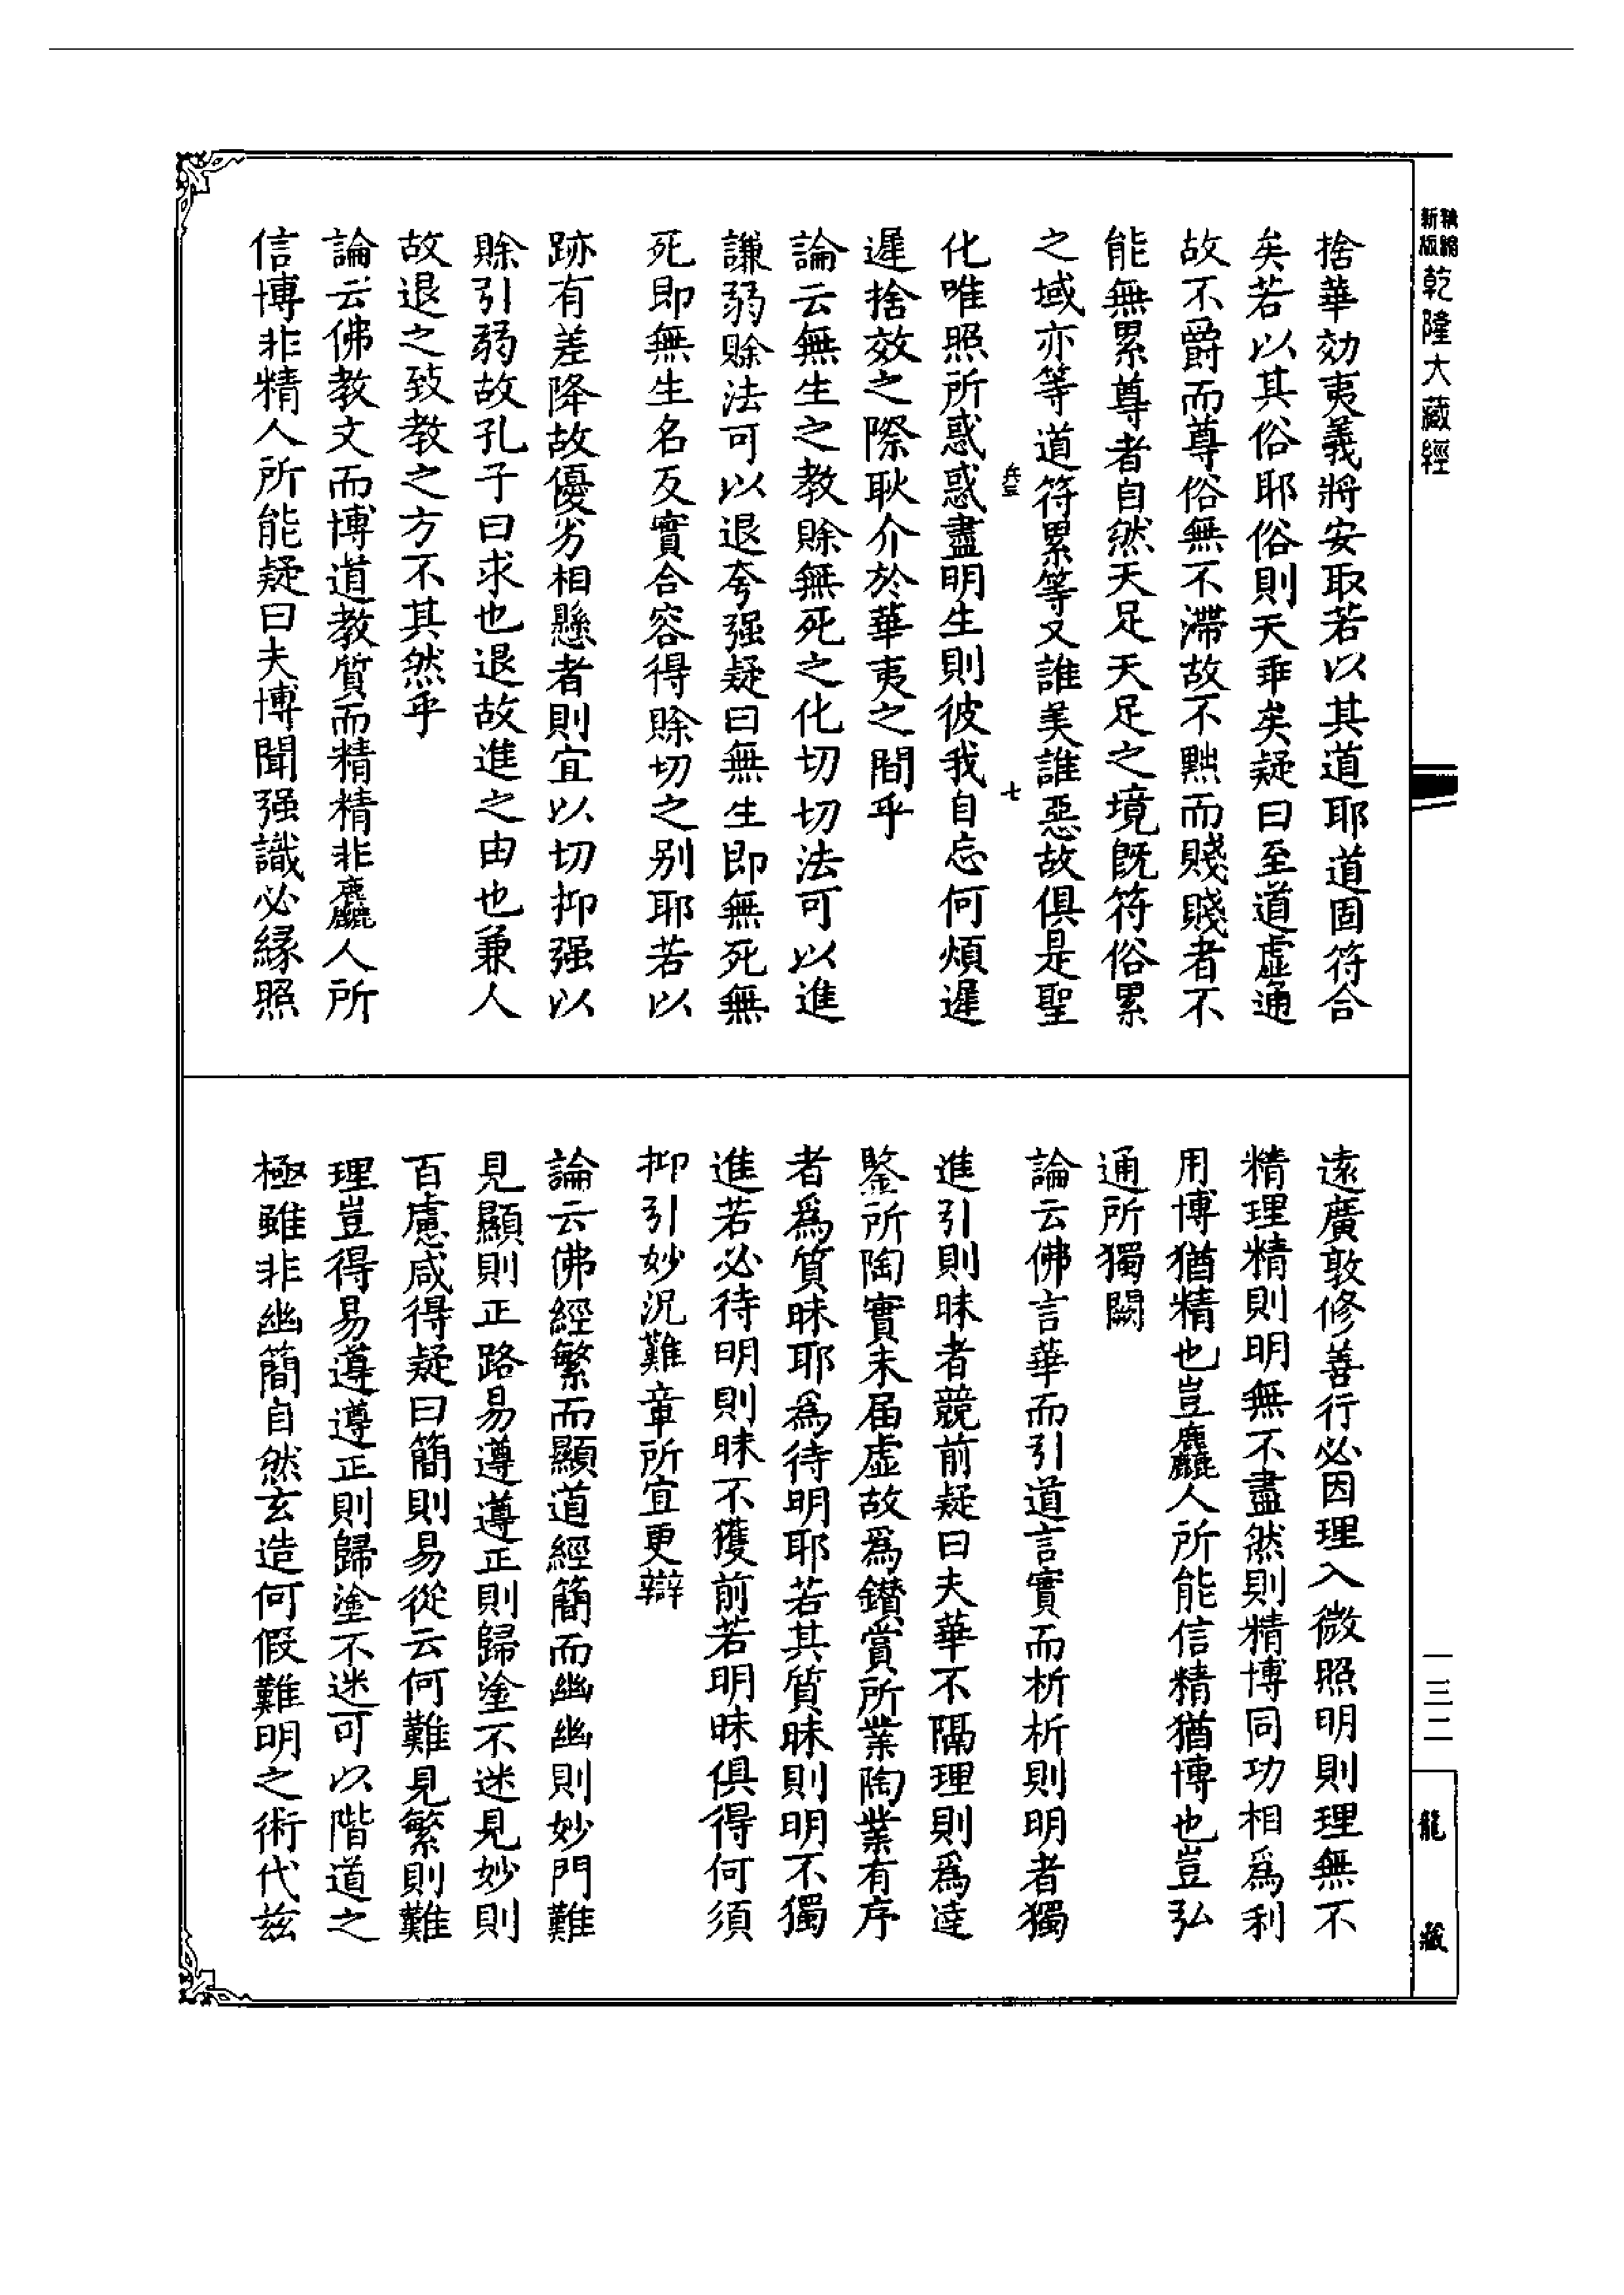 精縮新版
乾隆大藏經
捨華効夷義將安取若以其道耶道固符合
矣若以其俗耶俗則天乖矣疑曰至道虛通
故不爵而尊俗無不滯故不黜而賤賤者不
能無累尊者自然天足天足之境既符俗累
之域亦等道符累等又誰美誰惡故俱是聖
兵五
七
化唯照所惑惑盡明生則彼我自忘何煩遲
遲捨效之際耿介於華夷之間乎
論云無生之教賒無死之化切切法可以進
謙弱賒法可以退夸强疑曰無生即無死無
死即無生名反實合容得賒切之別耶若以
跡有差降故優劣相懸者則宜以切抑强以
賒引弱故孔子曰求也退故進之由也兼人
故退之致教之方不其然乎
論云佛教文而博道教質而精精非麤人所
信博非精人所能疑曰夫博聞强識必緣照
遠廣敦修善行必因理入微照明則理無不
精理精則明無不盡然則精博同功相爲利
用博猶精也豈麤人所能信精猶博也豈弘
通所獨闕
論云佛言華而引道言實而析析則明者獨
進引則昧者競前疑曰夫華不隔理則爲達
鑒所陶實未届虛故爲鑽賞所業陶業有序
者爲質昧耶爲待明耶若其質昧則明不獨
進若必待明則昧不獲前若明昧俱得何須
抑引妙況難章所宜更辯
論云佛經繁而顯道經簡而幽幽則妙門難
見顯則正路易遵遵正則歸塗不迷見妙則
百慮咸得疑曰簡則易從云何難見繁則難
理豈得易遵遵正則歸塗不迷可以階道之
極雖非幽簡自然玄造何假難明之術代玆
一三二
龍藏